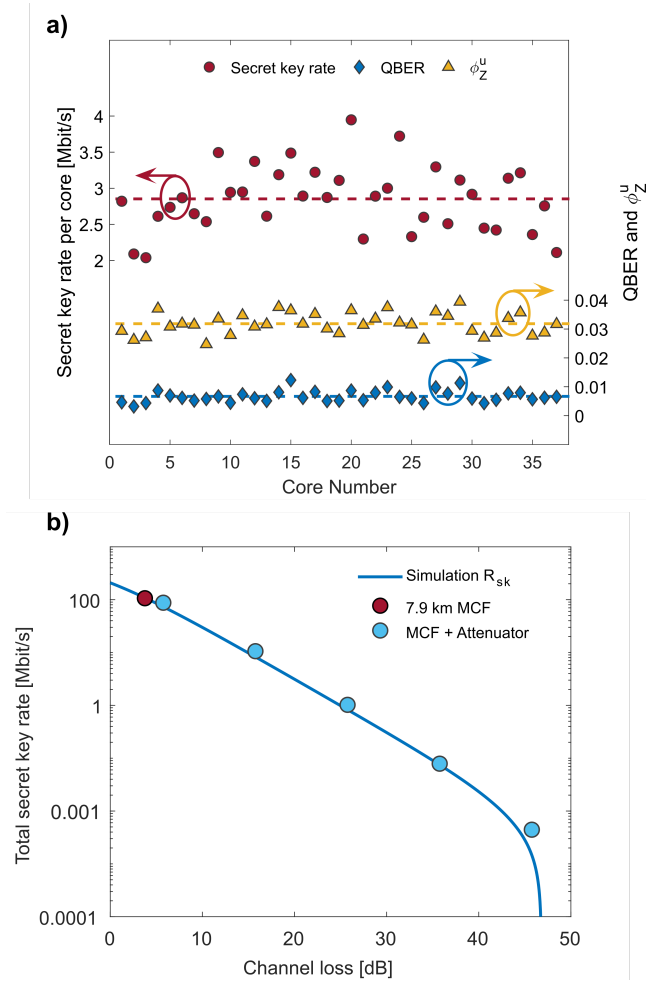 a)
Secret key rate QBER ϕ_Z^u
Secret key rate per core [Mbit/s]
4
3.5
3
2.5
2
QBER and ϕ_Z^u
0.04
0.03
0.02
0.01
0
0 5 10 15 20 25 30 35
Core Number
b)
Simulation R_sk
7.9 km MCF
MCF + Attenuator
Total secret key rate [Mbit/s]
100
1
0.001
0.0001
0 10 20 30 40 50
Channel loss [dB]